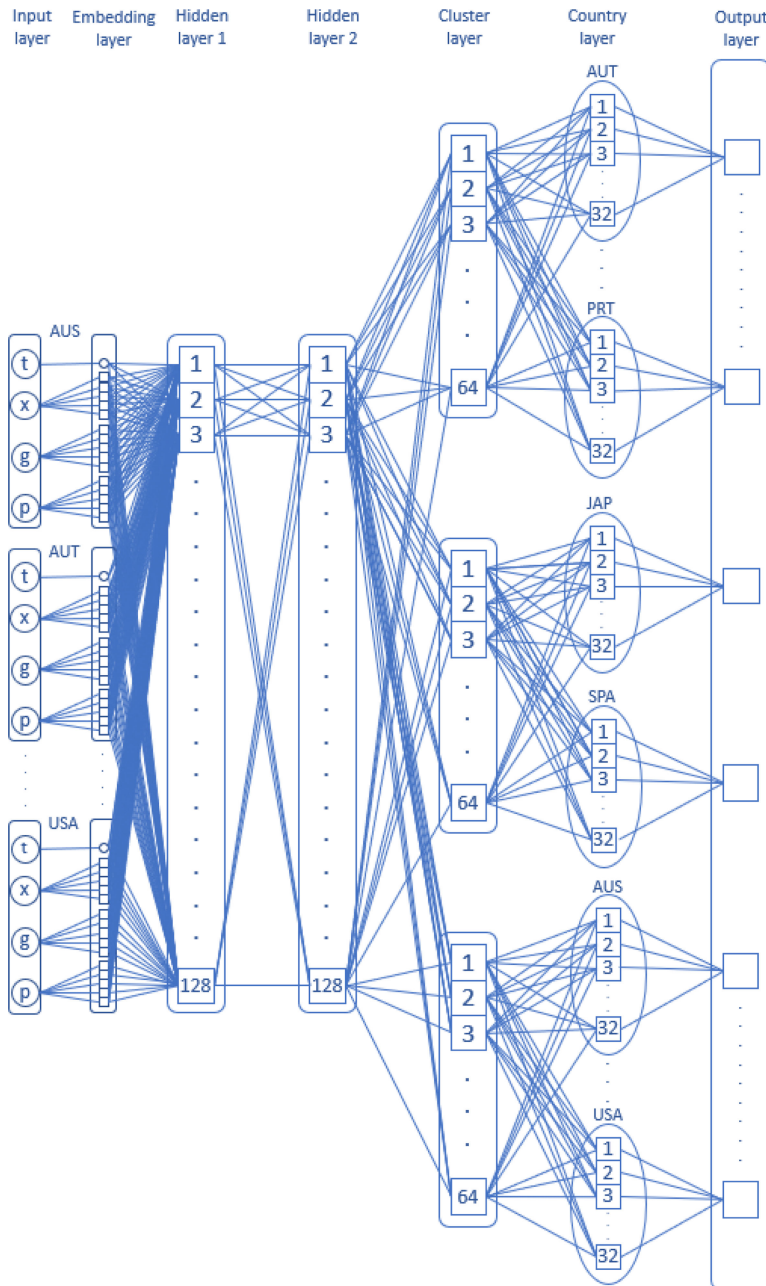 Input layer
Embedding layer
Hidden layer 1
Hidden layer 2
Cluster layer
Country layer
Output layer
AUS
t
x
g
p
AUT
t
x
g
p
USA
t
x
g
p
1
2
3
128
1
2
3
128
1
2
3
64
1
2
3
64
1
2
3
64
AUT
1
2
3
32
PRT
1
2
3
32
JAP
1
2
3
32
SPA
1
2
3
32
AUS
1
2
3
32
USA
1
2
3
32